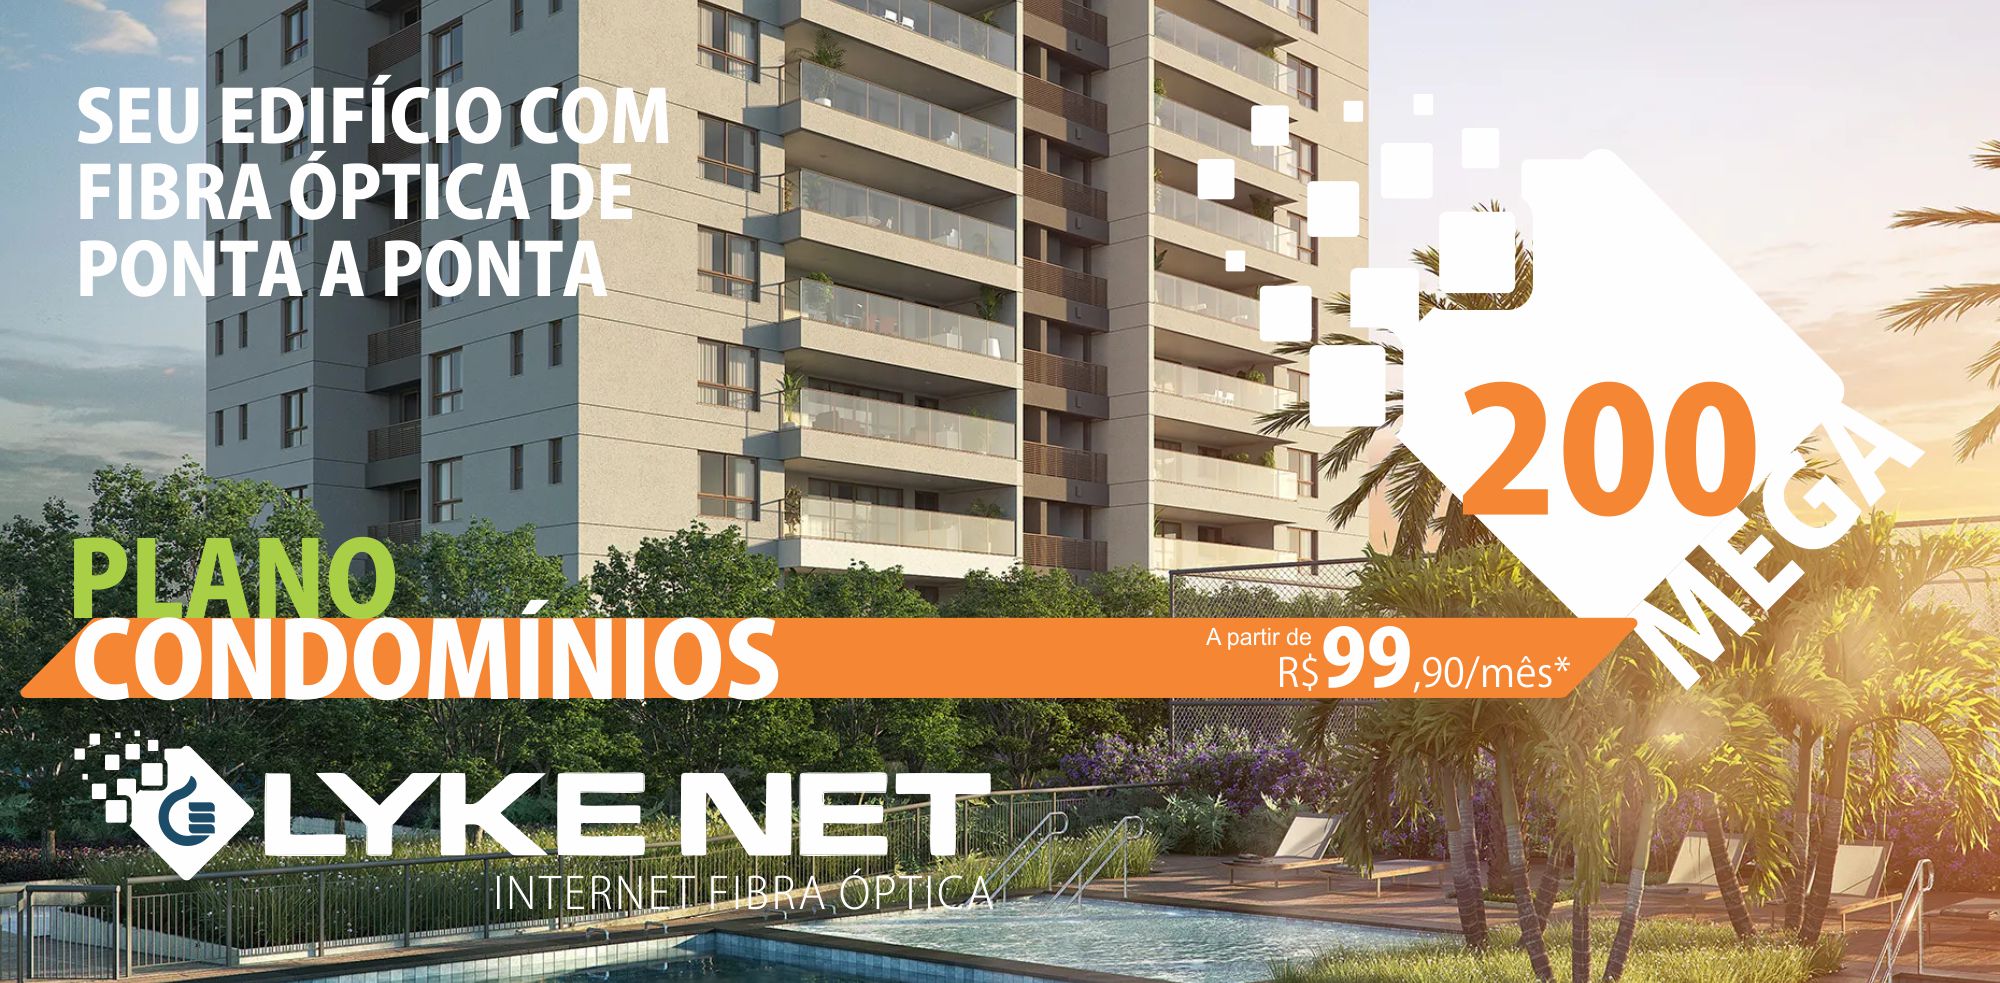 SEU EDIFÍCIO COM
FIBRA ÓPTICA DE
PONTA A PONTA
200
MEGA
PLANO
CONDOMÍNIOS
A partir de
R$99,90/mês*
LYKE NET
INTERNET FIBRA ÓPTICA